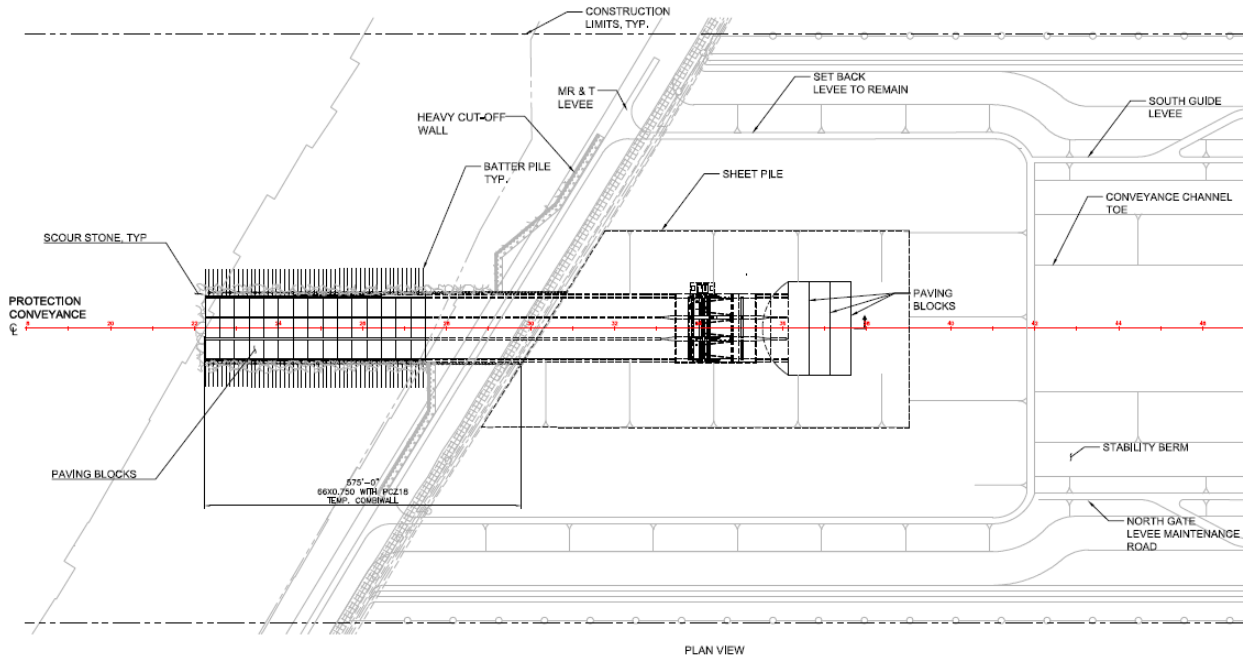 CONSTRUCTION
LIMITS, TYP.
MR & T
LEVEE
SET BACK
LEVEE TO REMAIN
SOUTH GUIDE
LEVEE
HEAVY CUT-OFF
WALL
BATTER PILE
TYP.
SHEET PILE
CONVEYANCE CHANNEL
TOE
SCOUR STONE, TYP
PROTECTION
CONVEYANCE
PAVING
BLOCKS
8 20 22 24 26 28 30 32 36 38 40 42 44 46
STABILITY BERM
PAVING BLOCKS
575'-0"
66X0.750 WITH PCZ18
TEMP. COMBIWALL
NORTH GATE
LEVEE MAINTENANCE
ROAD
PLAN VIEW